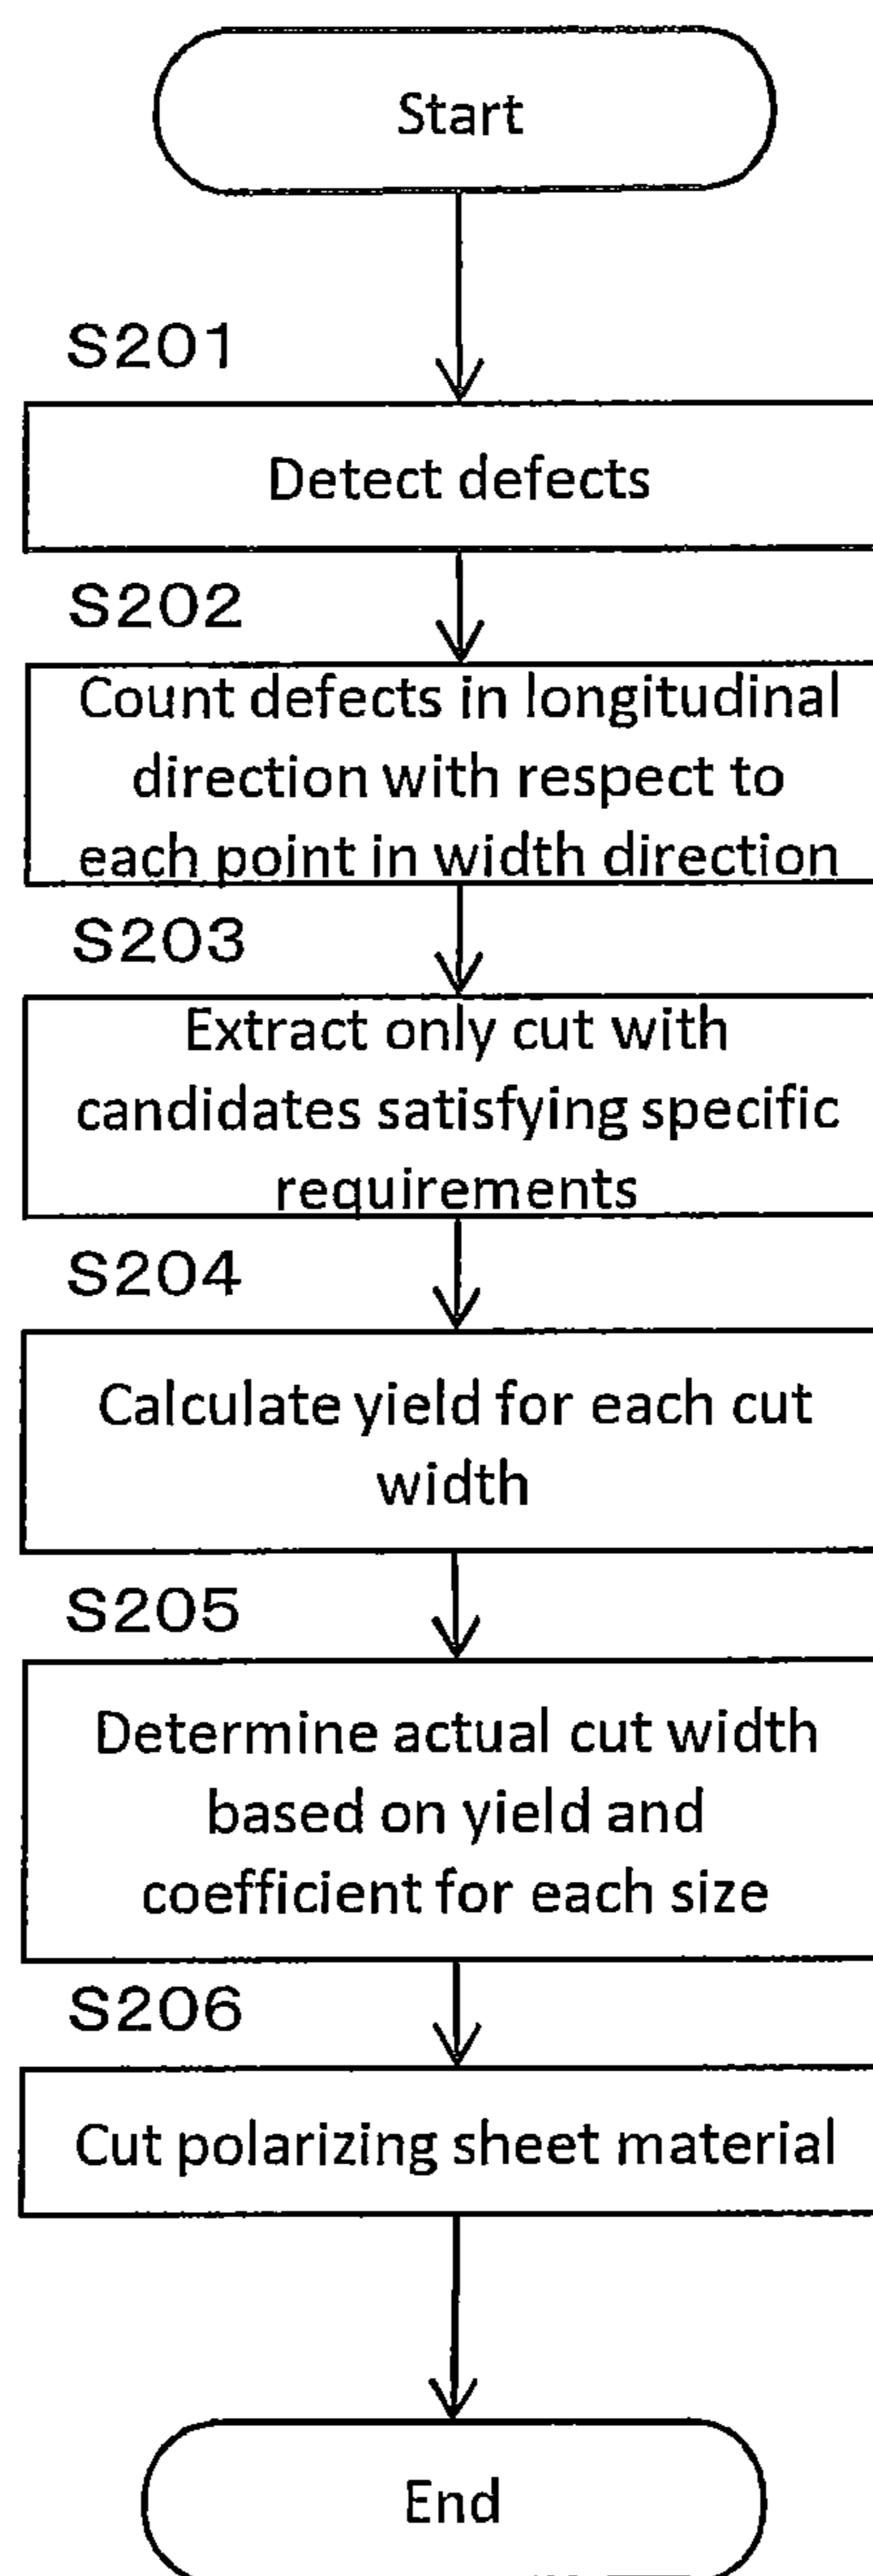 Start
S201
Detect defects
S202
Count defects in longitudinal
direction with respect to
each point in width direction
S203
Extract only cut with
candidates satisfying specific
requirements
S204
Calculate yield for each cut
width
S205
Determine actual cut width
based on yield and
coefficient for each size
S206
Cut polarizing sheet material
End